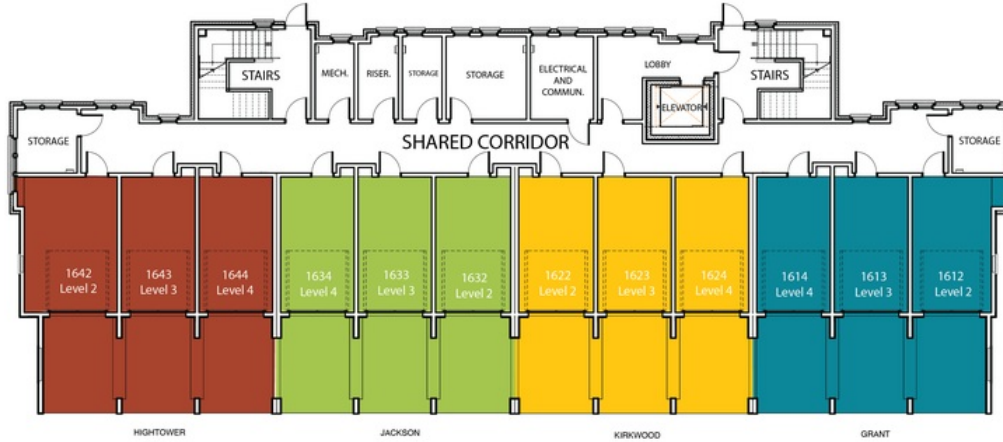 STAIRS
MECH.
RISER.
STORAGE
STORAGE
ELECTRICAL
AND
COMMUN.
LOBBY
STAIRS
ELEVATOR
STORAGE
SHARED CORRIDOR
STORAGE
1642
Level 2
1643
Level 3
1644
Level 4
1634
Level 4
1633
Level 3
1632
Level 2
1622
Level 2
1623
Level 3
1624
Level 4
1614
Level 4
1613
Level 3
1612
Level 2
HIGHTOWER
JACKSON
KIRKWOOD
GRANT